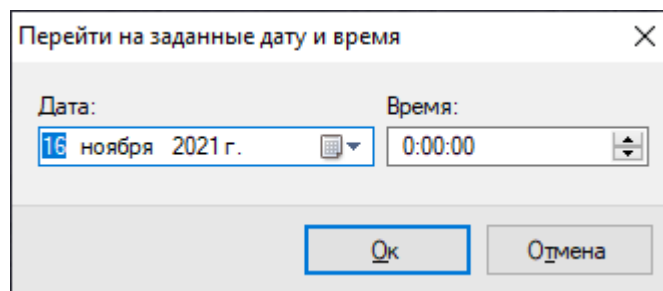 Перейти на заданные дату и время
Дата: Время:
16 ноября 2021 г. 0:00:00
Ок Отмена